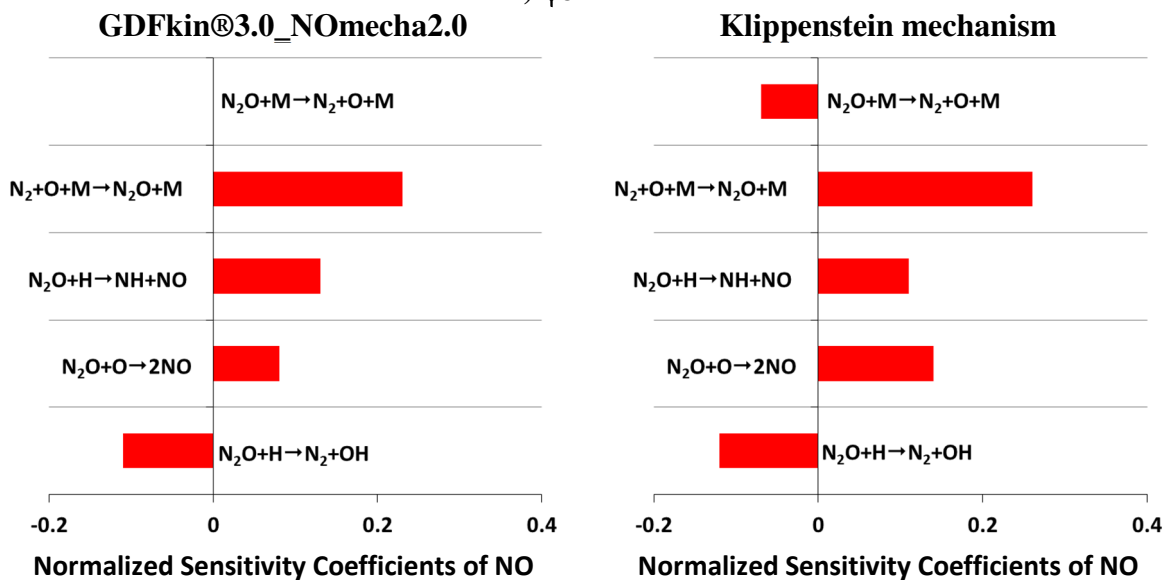 GDFkin®3.0_NOmecha2.0
N₂O+M→N₂+O+M
N₂+O+M→N₂O+M
N₂O+H→NH+NO
N₂O+O→2NO
N₂O+H→N₂+OH
-0.2 0 0.2 0.4
Normalized Sensitivity Coefficients of NO
Klippenstein mechanism
N₂O+M→N₂+O+M
N₂+O+M→N₂O+M
N₂O+H→NH+NO
N₂O+O→2NO
N₂O+H→N₂+OH
-0.2 0 0.2 0.4
Normalized Sensitivity Coefficients of NO